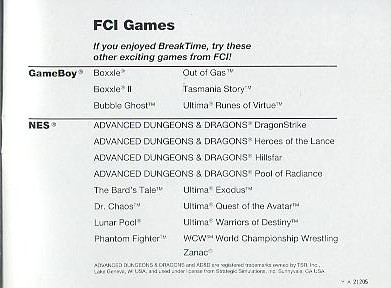 FCI Games
If you enjoyed BreakTime, try these
other exciting games from FCI!
GameBoy® Boxxle® Out of Gas™
Boxxle® II Tasmania Story™
Bubble Ghost™ Ultima® Runes of Virtue™
NES® ADVANCED DUNGEONS & DRAGONS® DragonStrike
ADVANCED DUNGEONS & DRAGONS® Heroes of the Lance
ADVANCED DUNGEONS & DRAGONS® Hillsfar
ADVANCED DUNGEONS & DRAGONS® Pool of Radiance
The Bard's Tale™ Ultima® Exodus™
Dr. Chaos™ Ultima® Quest of the Avatar™
Lunar Pool® Ultima® Warriors of Destiny™
Phantom Fighter™ WCW™ World Championship Wrestling
Zanac®
ADVANCED DUNGEONS & DRAGONS and AD&D are registered trademarks owned by TSR, Inc.,
Lake Geneva, WI USA, and used under license from Strategic Simulations, Inc. Sunnyvale, CA USA
21205